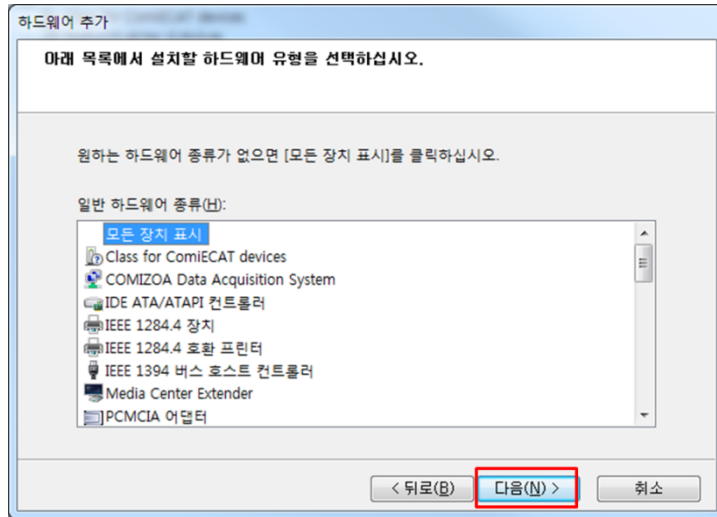 하드웨어 추가
아래 목록에서 설치할 하드웨어 유형을 선택하십시오.
원하는 하드웨어 종류가 없으면 [모든 장치 표시]를 클릭하십시오.
일반 하드웨어 종류(H):
모든 장치 표시
Class for ComiECAT devices
COMIZOA Data Acquisition System
IDE ATA/ATAPI 컨트롤러
IEEE 1284.4 장치
IEEE 1284.4 호환 프린터
IEEE 1394 버스 호스트 컨트롤러
Media Center Extender
PCMCIA 어댑터
< 뒤로(B) 다음(N) > 취소